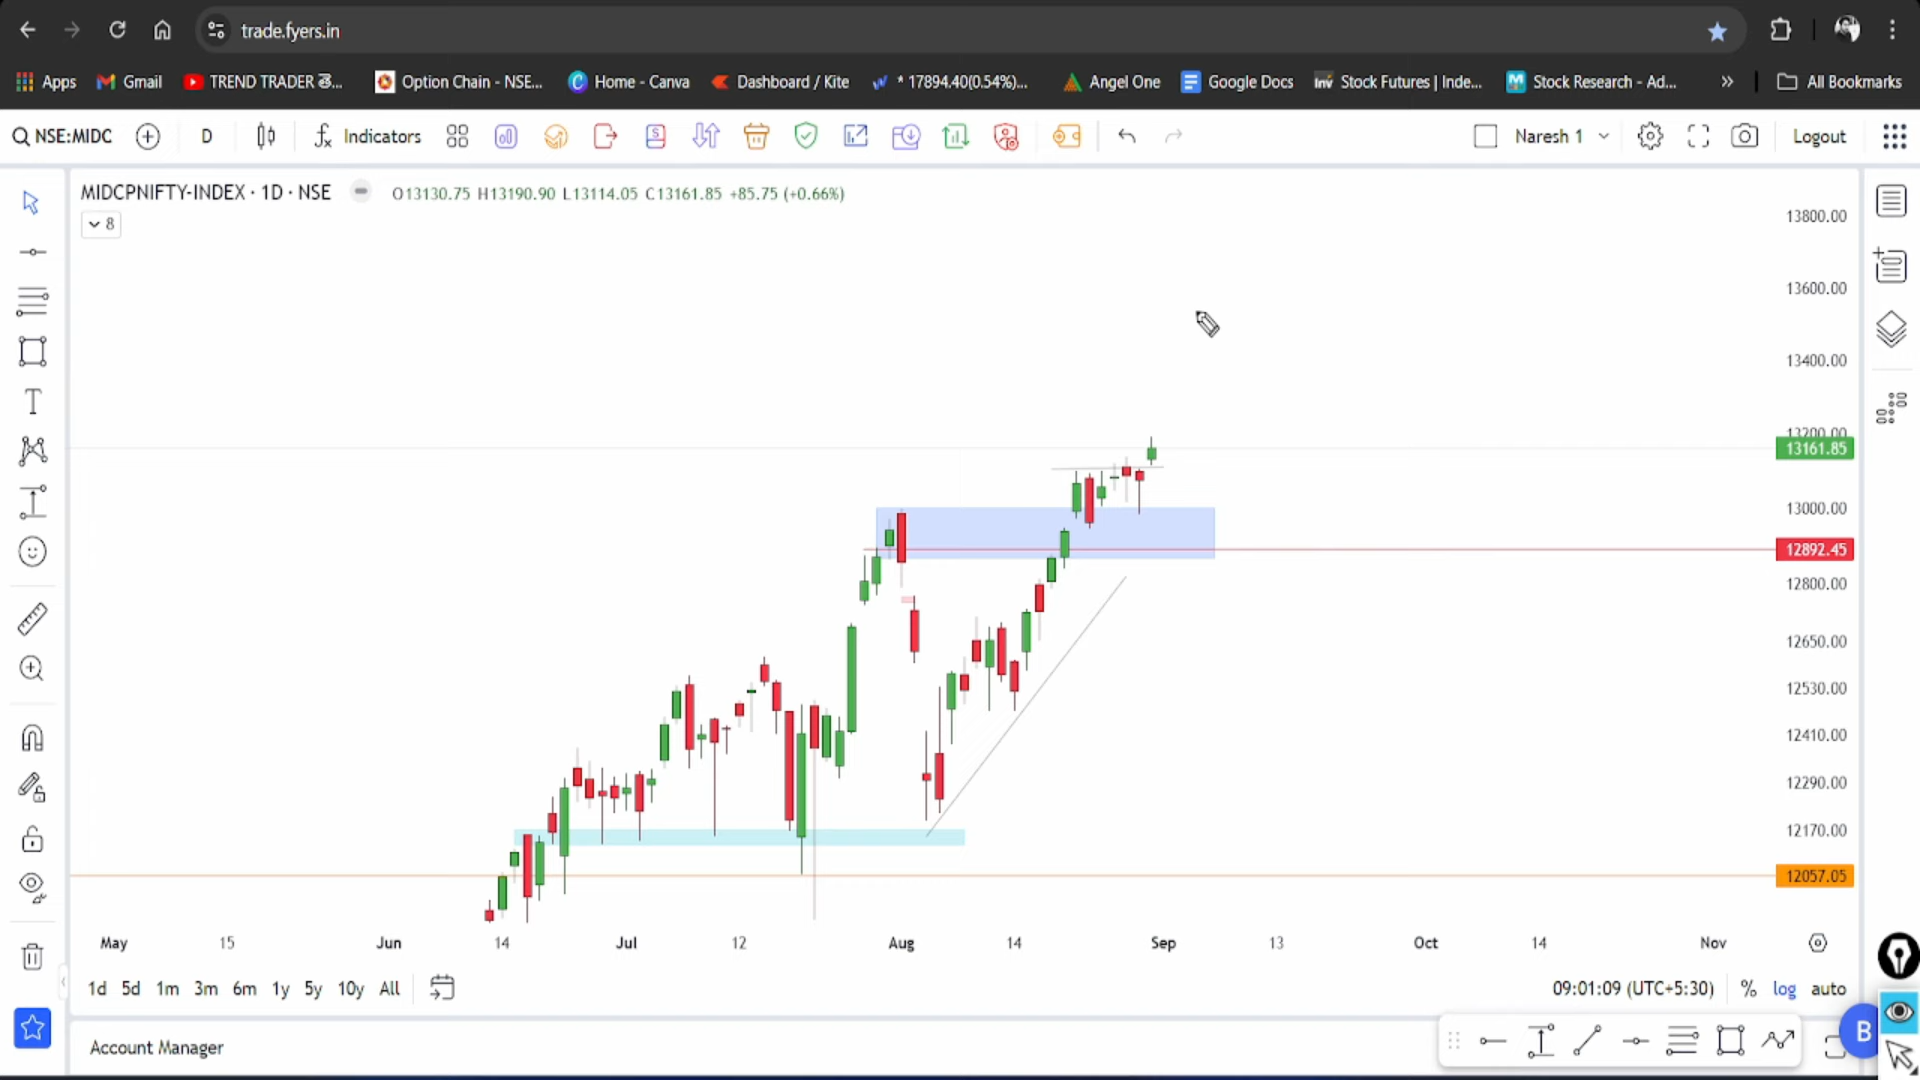 trade.fyers.in
Apps Gmail TREND TRADER తె... Option Chain - NSE... Home - Canva Dashboard / Kite * 17894.40(0.54%)... Angel One Google Docs Inv Stock Futures | Inde... Stock Research - Ad... » All Bookmarks
NSE:MIDC D Indicators Naresh 1 Logout
MIDCPNIFTY-INDEX · 1D · NSE O13130.75 H13190.90 L13114.05 C13161.85 +85.75 (+0.66%)
8
13800.00
13600.00
13400.00
13200.00
13161.85
13000.00
12892.45
12800.00
12650.00
12530.00
12410.00
12290.00
12170.00
12057.05
May 15 Jun 14 Jul 12 Aug 14 Sep 13 Oct 14 Nov
1d 5d 1m 3m 6m 1y 5y 10y All 09:01:09 (UTC+5:30) % log auto
Account Manager
B